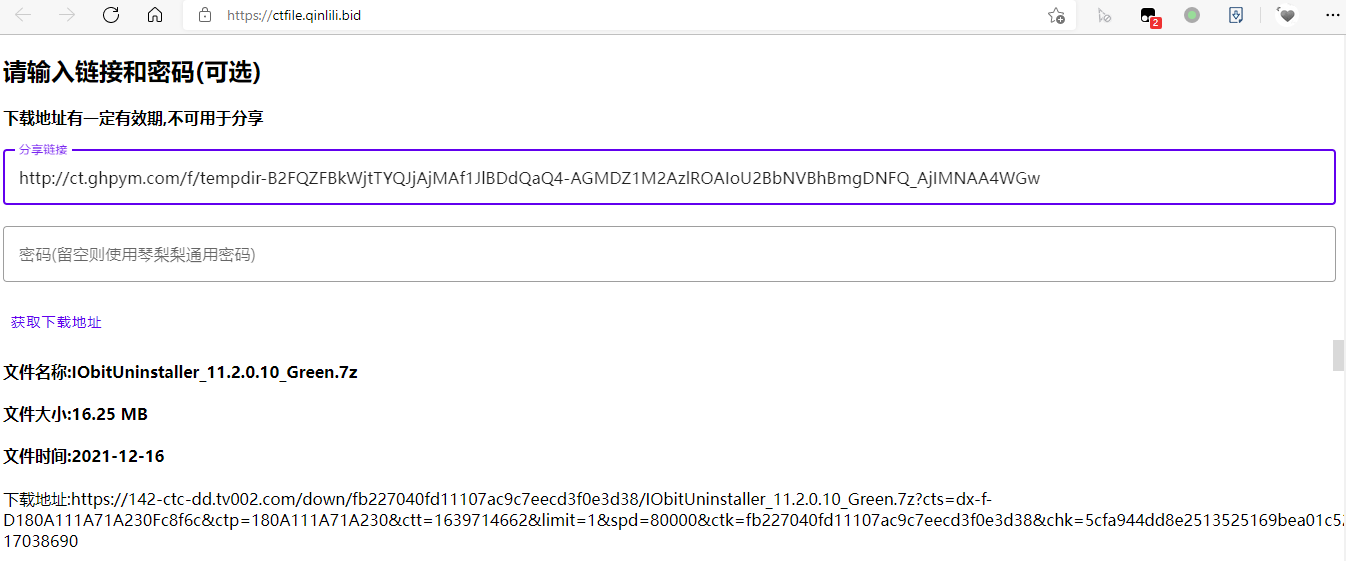 https://ctfile.qinlili.bid
2
请输入链接和密码(可选)
下载地址有一定有效期,不可用于分享
分享链接
http://ct.ghpym.com/f/tempdir-B2FQZFBkWjtTYQJjAjMAf1JlBDdQaQ4-AGMDZ1M2AzlROAIoU2BbNVBhBmgDNFQ_AjIMNAA4WGw
密码(留空则使用琴梨梨通用密码)
获取下载地址
文件名称:IObitUninstaller_11.2.0.10_Green.7z
文件大小:16.25 MB
文件时间:2021-12-16
下载地址:https://142-ctc-dd.tv002.com/down/fb227040fd11107ac9c7eecd3f0e3d38/IObitUninstaller_11.2.0.10_Green.7z?cts=dx-f-
D180A111A71A230Fc8f6c&ctp=180A111A71A230&ctt=1639714662&limit=1&spd=80000&ctk=fb227040fd11107ac9c7eecd3f0e3d38&chk=5cfa944dd8e2513525169bea01c52
17038690